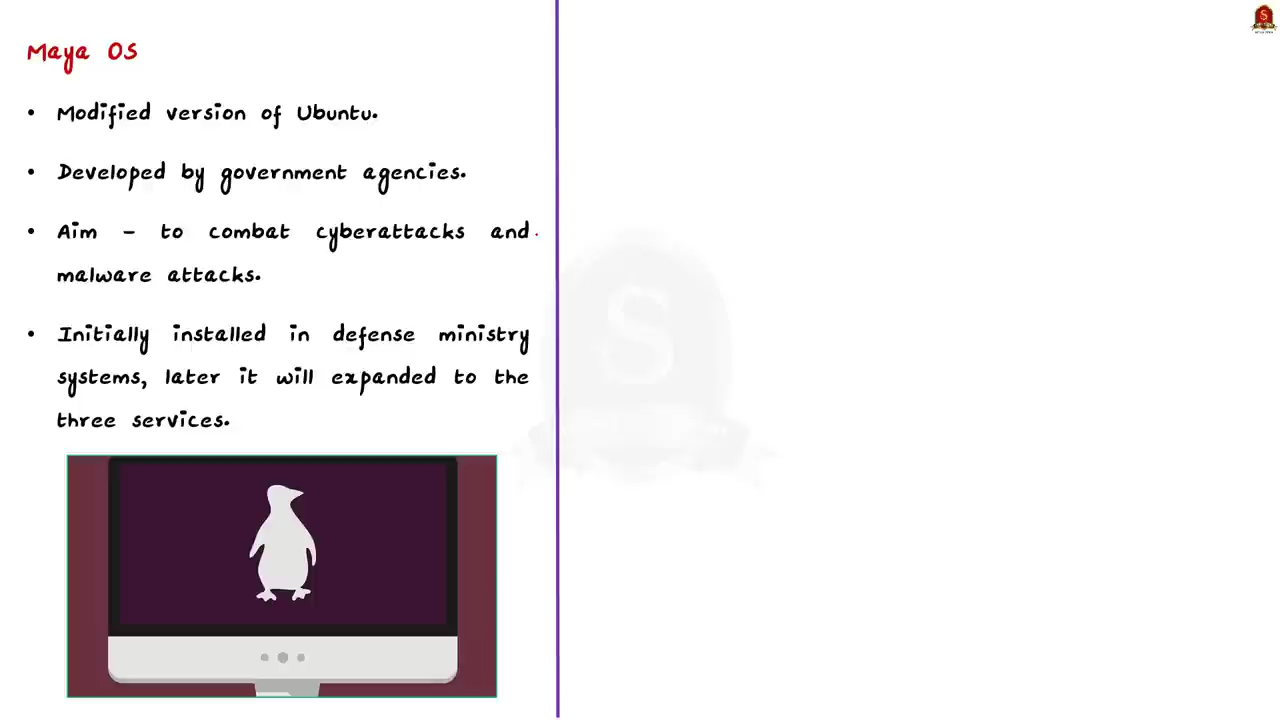 Maya OS
• Modified version of Ubuntu.
• Developed by government agencies.
• Aim - to combat cyberattacks and
malware attacks.
• Initially installed in defense ministry
systems, later it will expanded to the
three services.
S
S